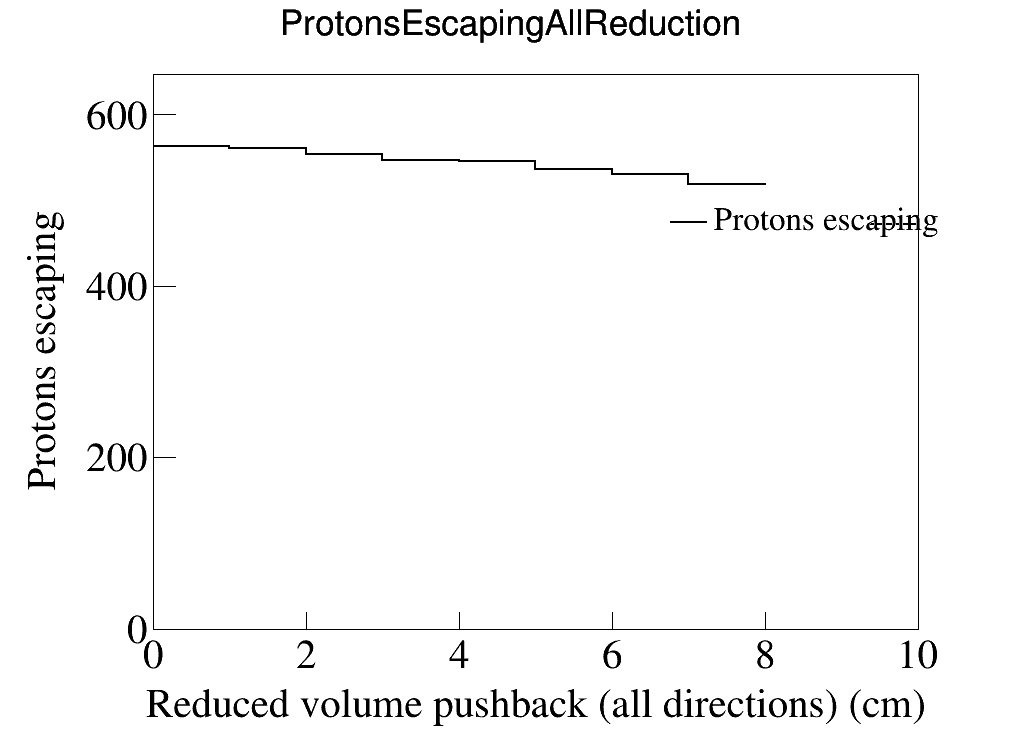 ProtonsEscapingAllReduction
600
400
200
0
Protons escaping
Protons escaping
0 2 4 6 8 10
Reduced volume pushback (all directions) (cm)